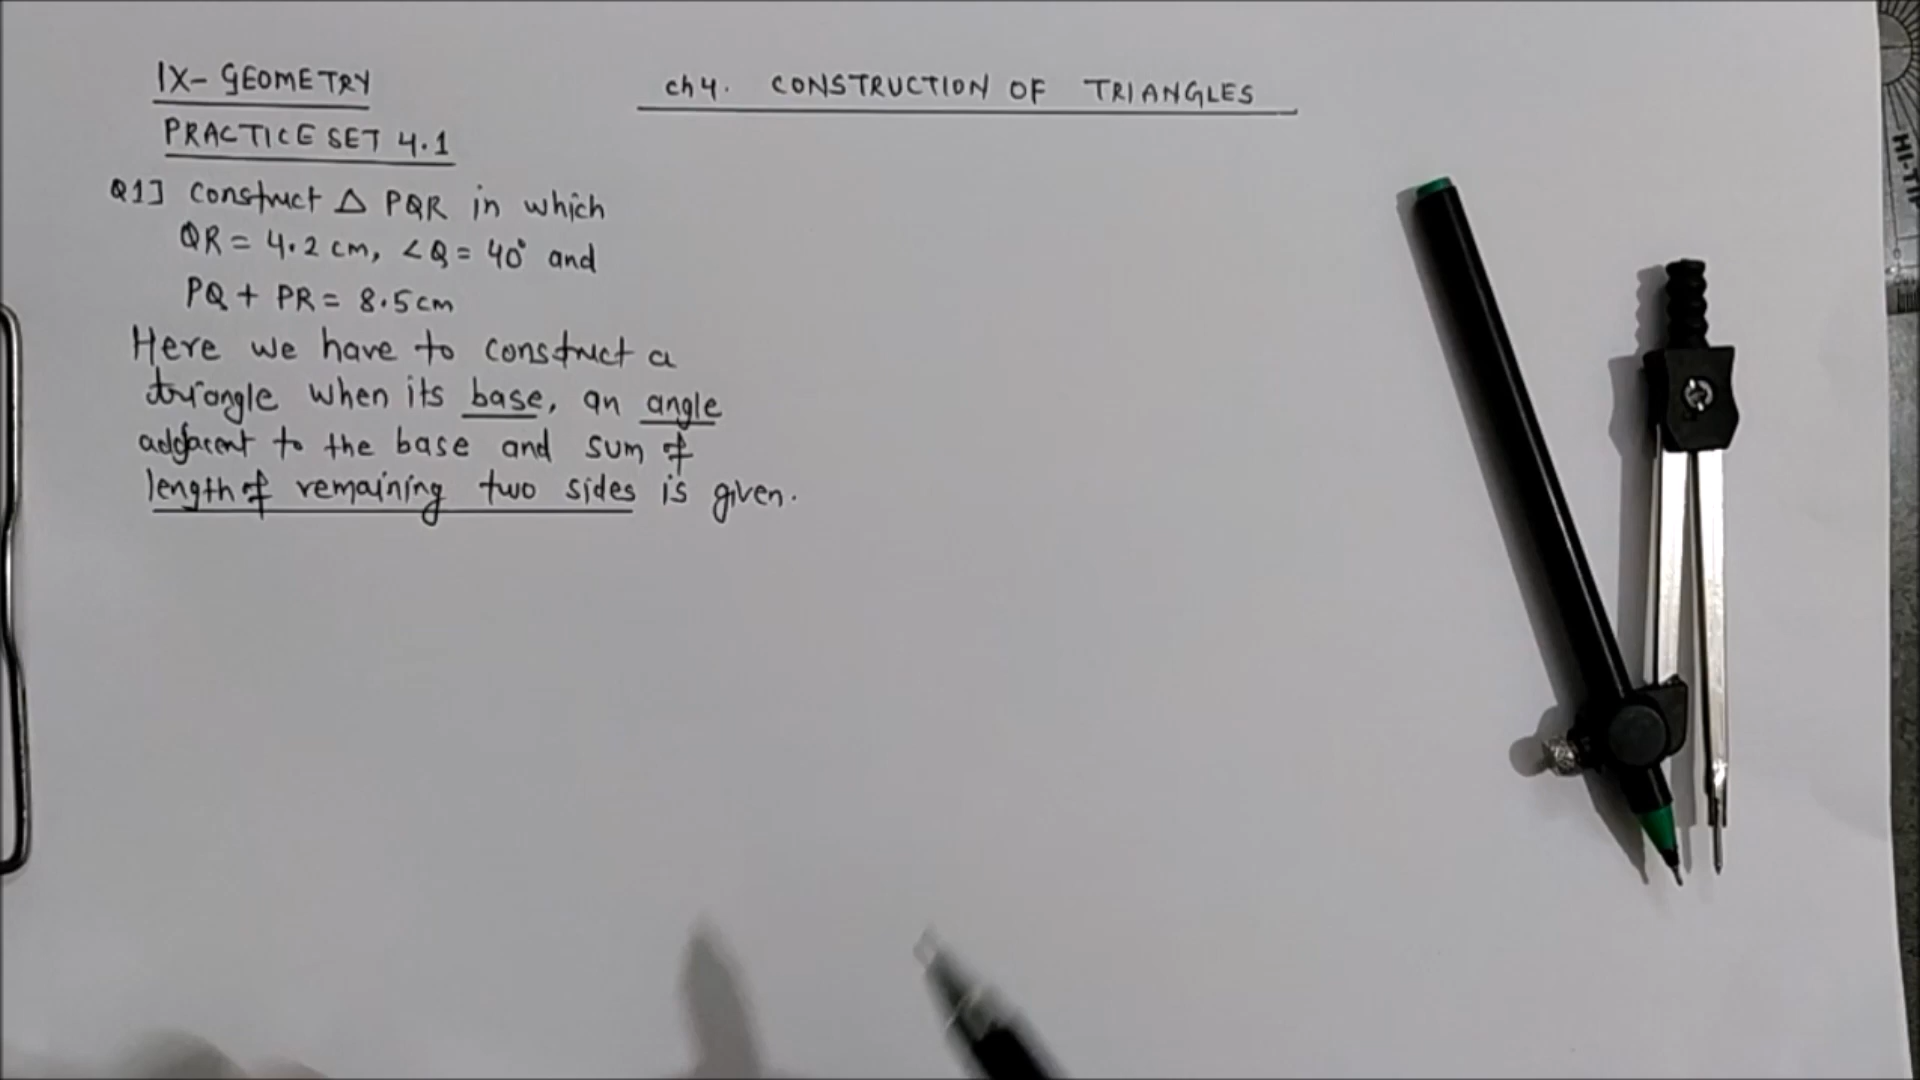 IX- GEOMETRY
ch 4. CONSTRUCTION OF TRIANGLES
PRACTICE SET 4.1
Q1] Construct △ PQR in which
QR = 4.2 cm, ∠Q = 40° and
PQ + PR = 8.5 cm
Here we have to construct a
triangle when its base, an angle
adjacent to the base and sum of
length of remaining two sides is given.